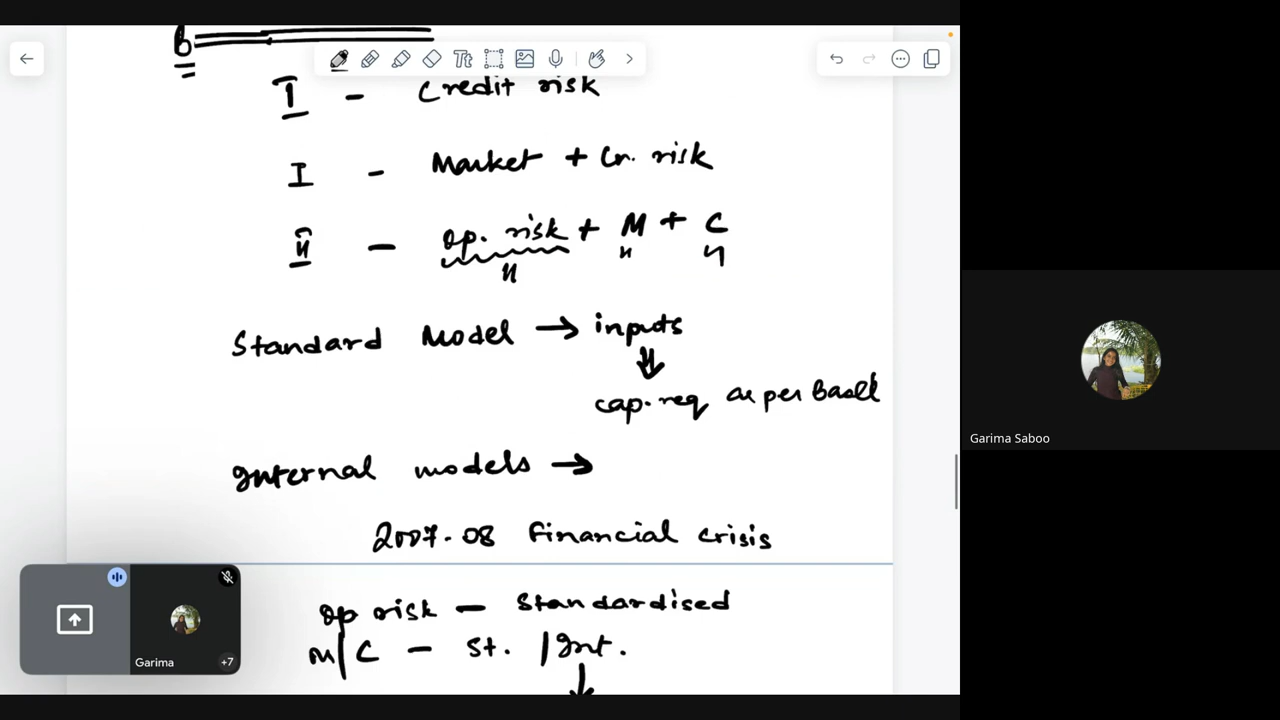 B
I - Credit risk
I - Market + Cr. risk
ii - op. risk + M + C
Standard Model → inputs
cap. req as per Basel
Internal models →
2007-08 Financial crisis
op risk - Standardised
M/C - St. / Int.
Tt
Garima
+7
Garima Saboo